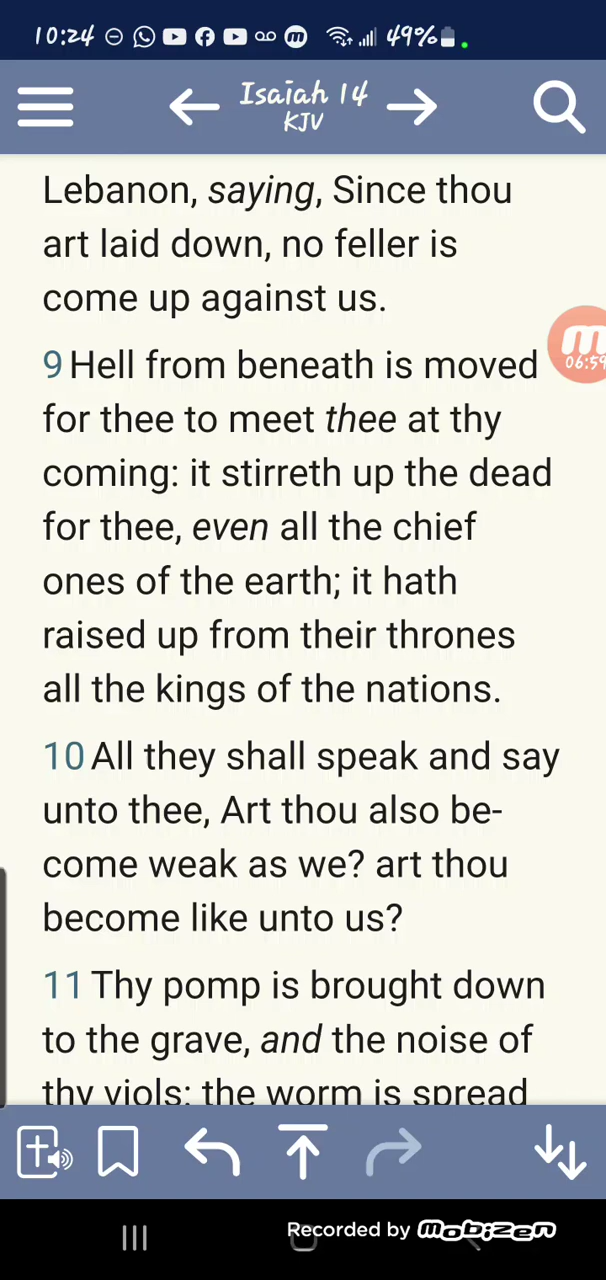 10:24 49%
Isaiah 14
KJV
Lebanon, saying, Since thou
art laid down, no feller is
come up against us.
06:59
9 Hell from beneath is moved
for thee to meet thee at thy
coming: it stirreth up the dead
for thee, even all the chief
ones of the earth; it hath
raised up from their thrones
all the kings of the nations.
10 All they shall speak and say
unto thee, Art thou also be-
come weak as we? art thou
become like unto us?
11 Thy pomp is brought down
to the grave, and the noise of
thy viols: the worm is spread
Recorded by mobizen